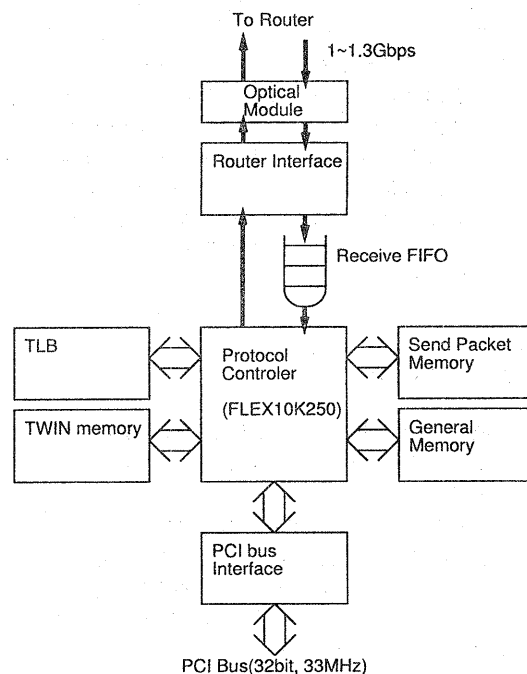 To Router
1~1.3Gbps
Optical
Module
Router Interface
Receive FIFO
TLB
Protocol
Controler
(FLEX10K250)
Send Packet
Memory
TWIN memory
General
Memory
PCI bus
Interface
PCI Bus(32bit, 33MHz)